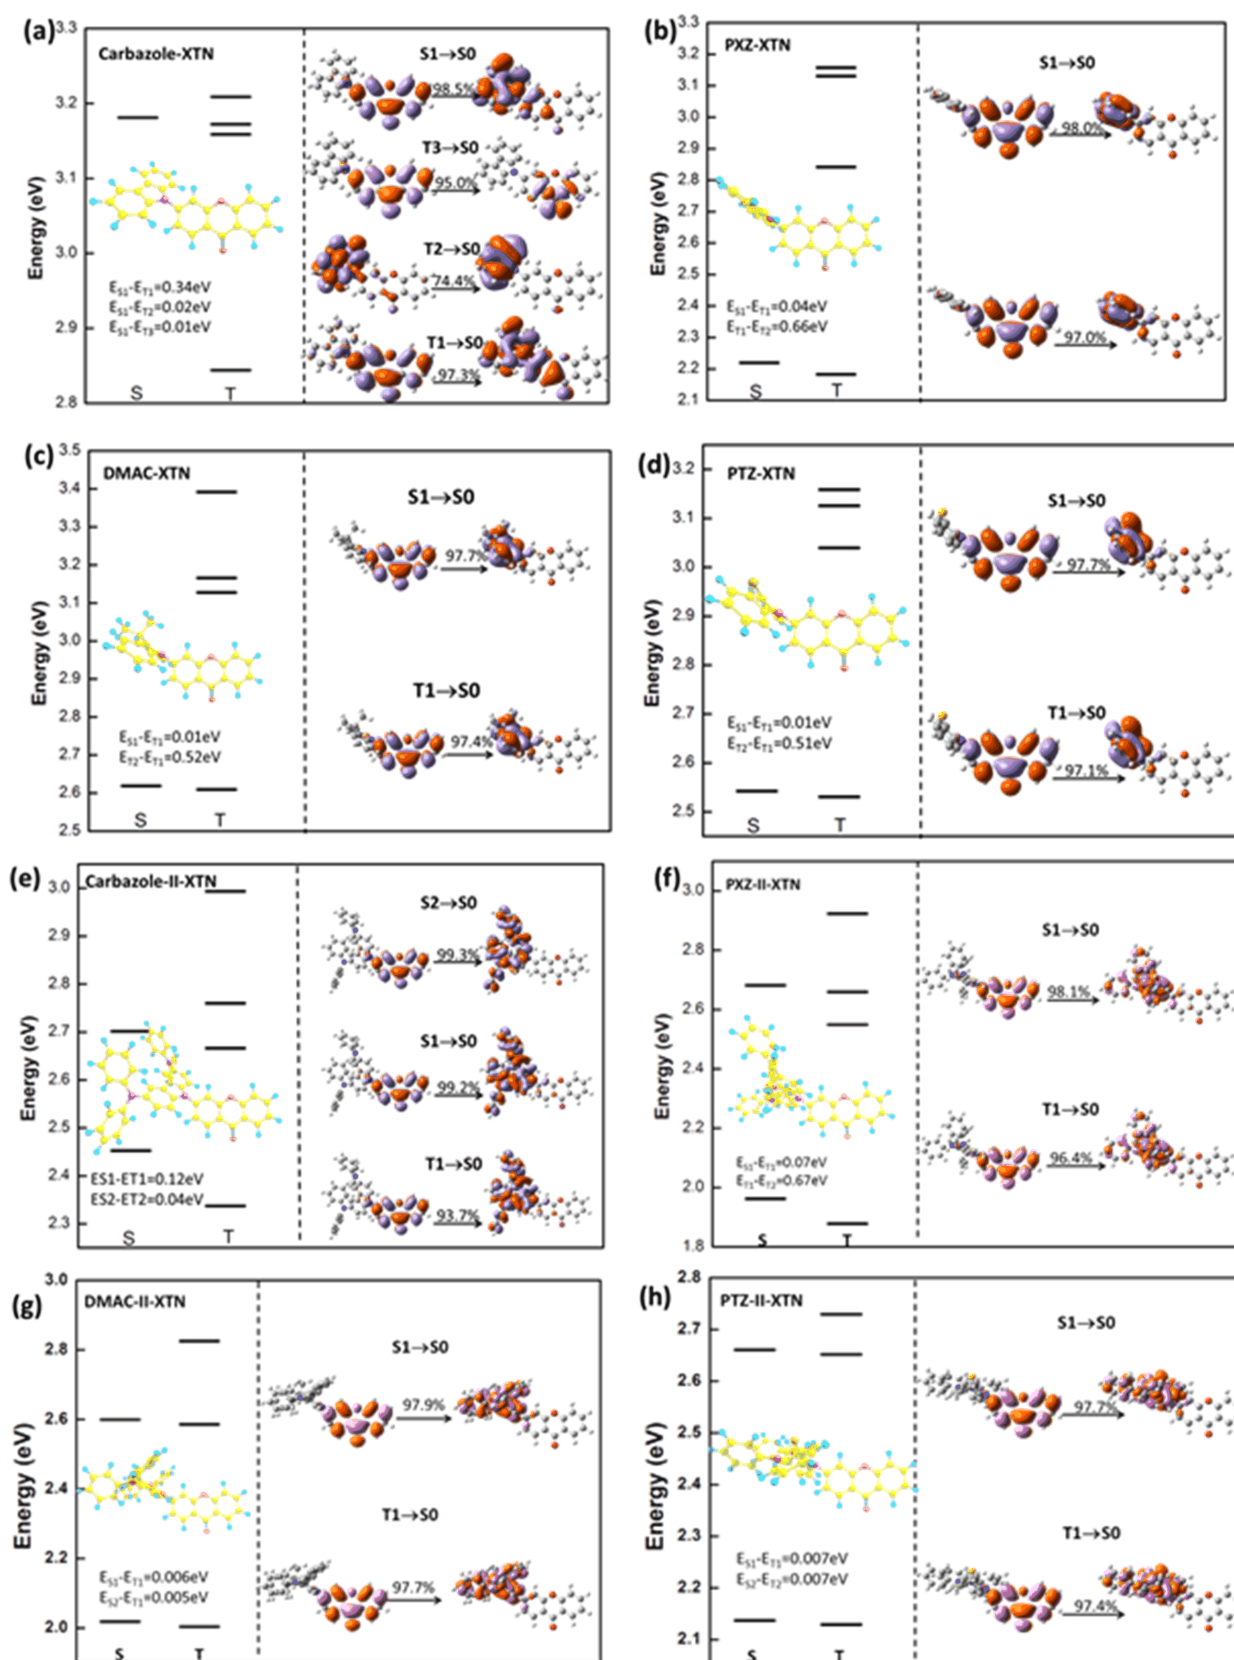 (a)
Carbazole-XTN
3.3
3.2
3.1
3.0
2.9
2.8
Energy (eV)
E_S1-E_T1=0.34eV
E_S1-E_T2=0.02eV
E_S1-E_T3=0.01eV
S T
S1→S0
98.5%
T3→S0
95.0%
T2→S0
74.4%
T1→S0
97.3%
(b)
PXZ-XTN
3.3
3.2
3.1
3.0
2.9
2.8
2.7
2.6
2.5
2.4
2.3
2.2
2.1
Energy (eV)
E_S1-E_T1=0.04eV
E_T1-E_T2=0.66eV
S T
S1→S0
98.0%
97.0%
(c)
DMAC-XTN
3.5
3.4
3.3
3.2
3.1
3.0
2.9
2.8
2.7
2.6
2.5
Energy (eV)
E_S1-E_T1=0.01eV
E_T2-E_T1=0.52eV
S T
S1→S0
97.7%
T1→S0
97.4%
(d)
PTZ-XTN
3.2
3.1
3.0
2.9
2.8
2.7
2.6
2.5
Energy (eV)
E_S1-E_T1=0.01eV
E_T2-E_T1=0.51eV
S T
S1→S0
97.7%
T1→S0
97.1%
(e)
Carbazole-II-XTN
3.0
2.9
2.8
2.7
2.6
2.5
2.4
2.3
Energy (eV)
ES1-ET1=0.12eV
ES2-ET2=0.04eV
S T
S2→S0
99.3%
S1→S0
99.2%
T1→S0
93.7%
(f)
PXZ-II-XTN
3.0
2.8
2.6
2.4
2.2
2.0
1.8
Energy (eV)
E_S1-E_T1=0.07eV
E_T1-E_T2=0.67eV
S T
S1→S0
98.1%
T1→S0
96.4%
(g)
DMAC-II-XTN
3.0
2.8
2.6
2.4
2.2
2.0
Energy (eV)
E_S1-E_T1=0.006eV
E_S2-E_T1=0.005eV
S T
S1→S0
97.9%
T1→S0
97.7%
(h)
PTZ-II-XTN
2.8
2.7
2.6
2.5
2.4
2.3
2.2
2.1
Energy (eV)
E_S1-E_T1=0.007eV
E_S2-E_T2=0.007eV
S T
S1→S0
97.7%
T1→S0
97.4%